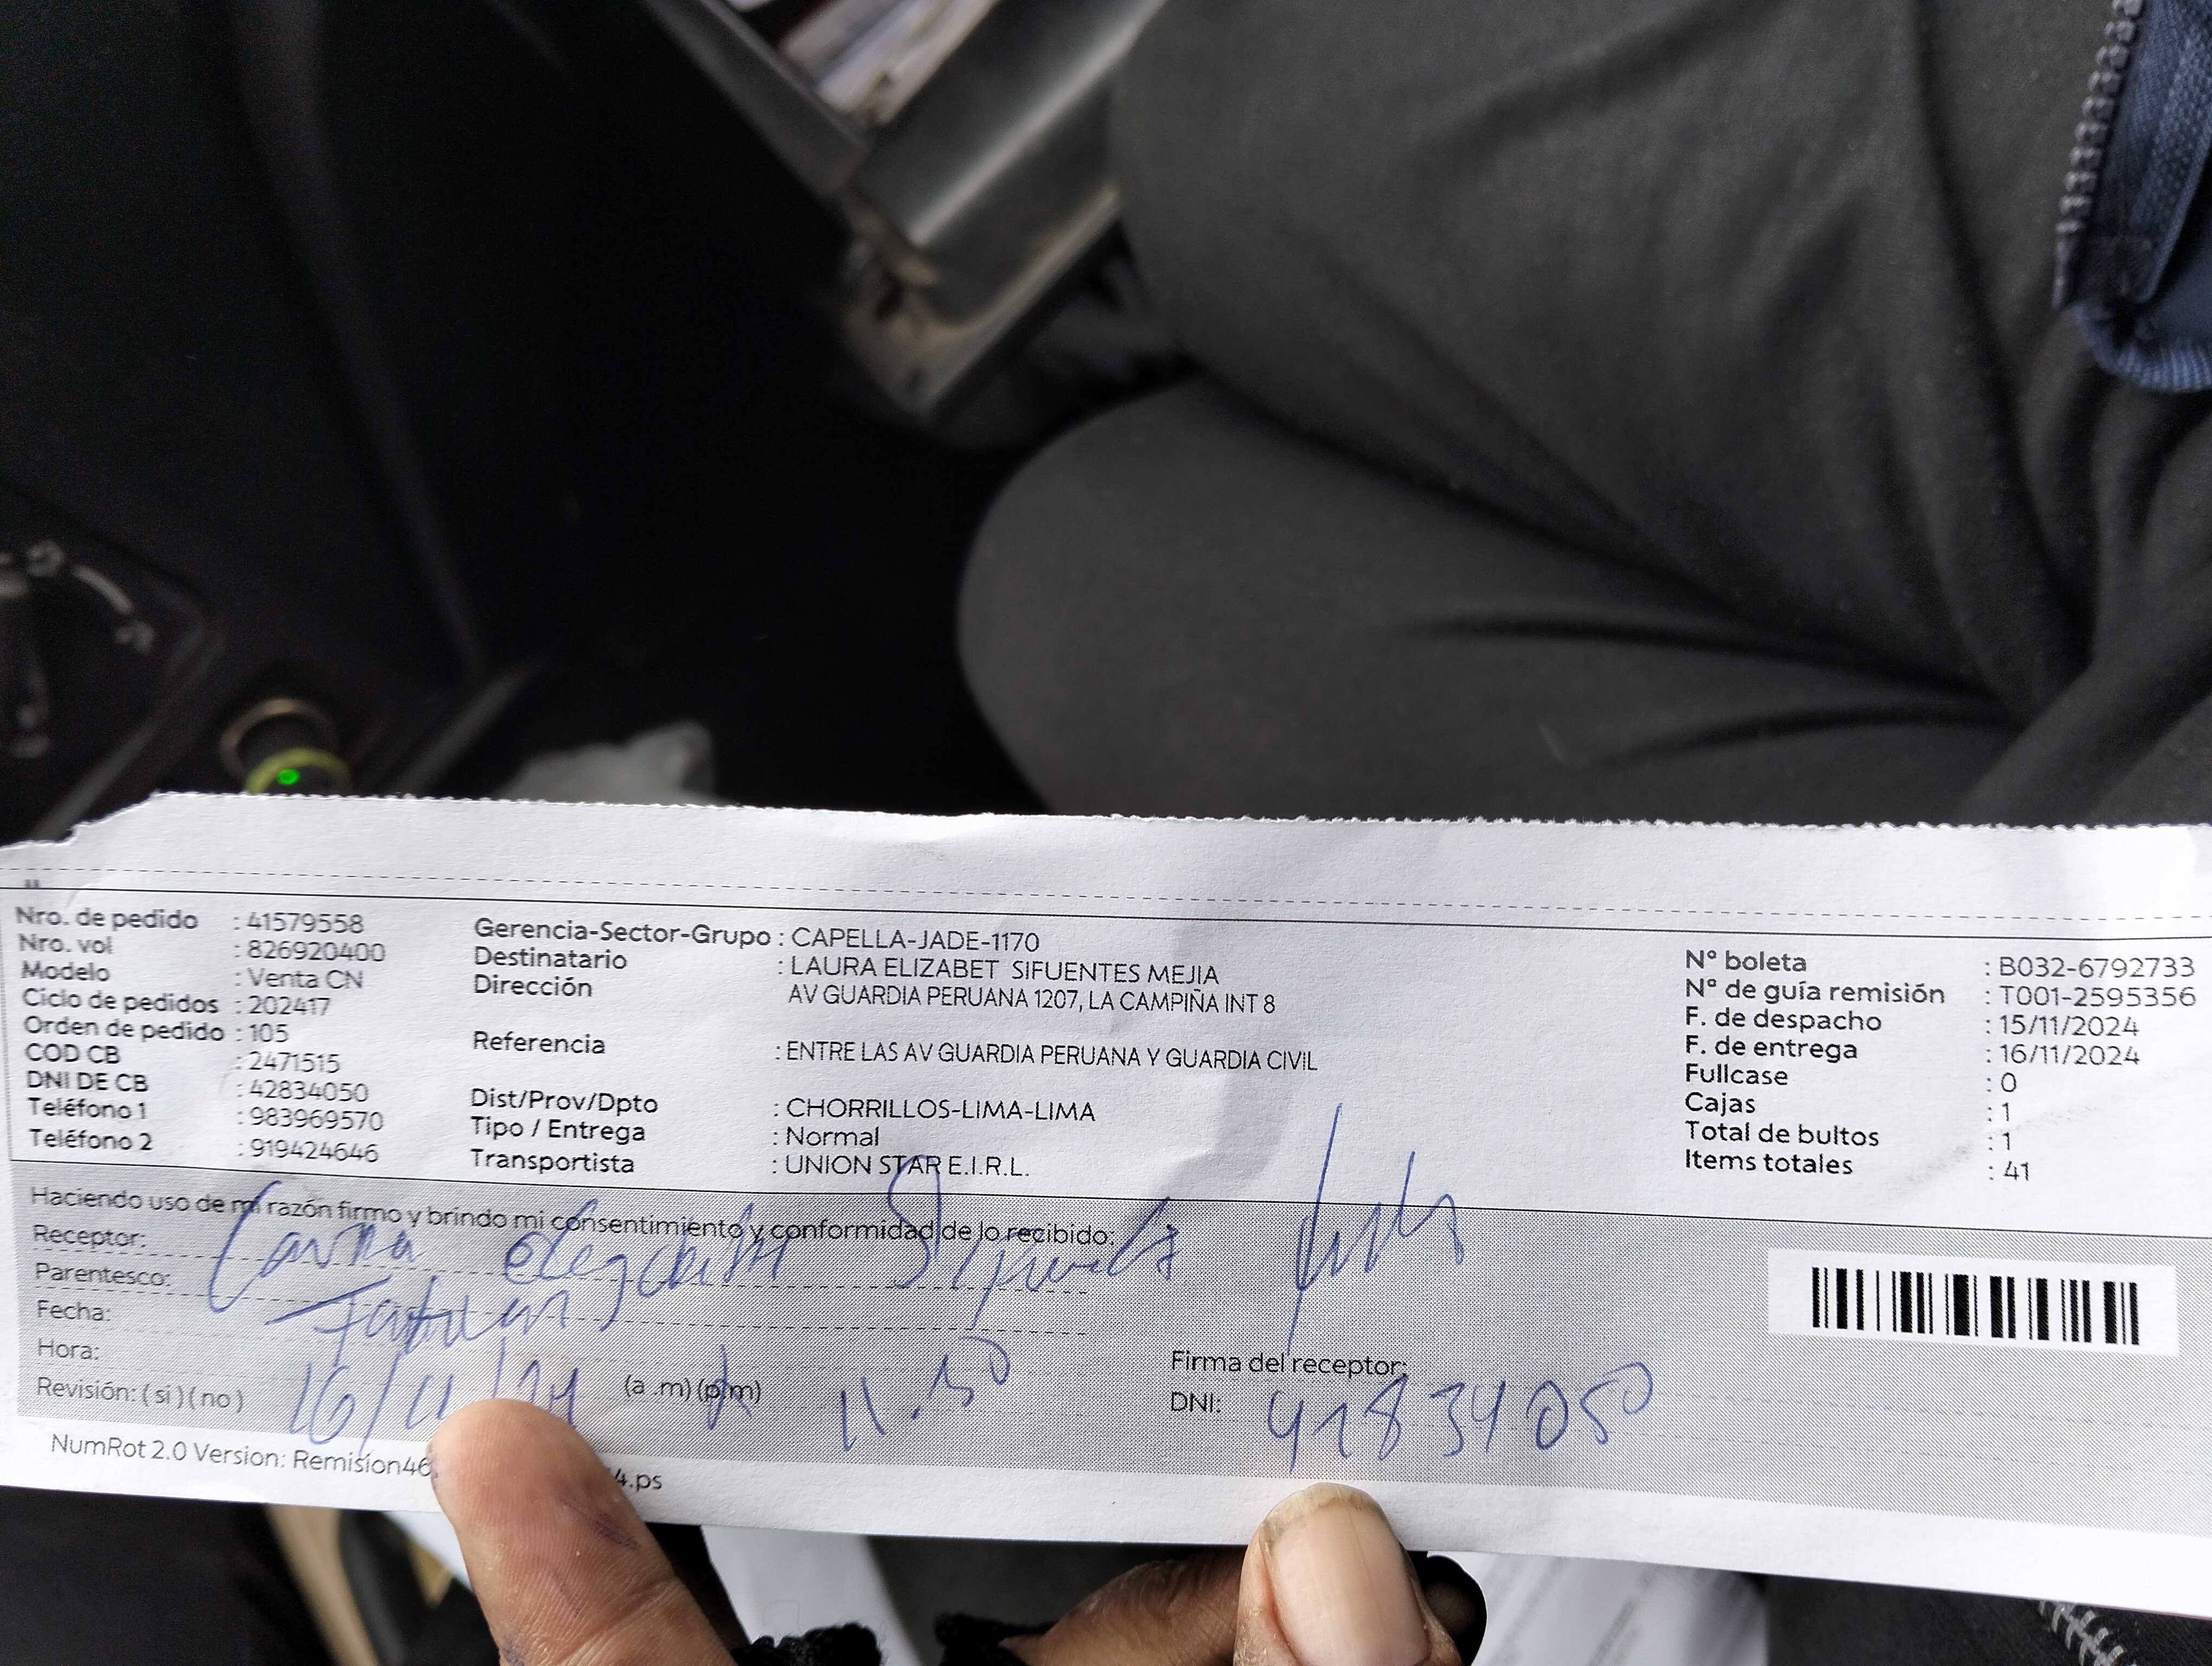 Nro. de pedido : 41579558
Nro. vol : 826920400
Modelo : Venta CN
Ciclo de pedidos : 202417
Orden de pedido : 105
COD CB : 2471515
DNI DE CB : 42834050
Teléfono 1 : 983969570
Teléfono 2 : 919424646
Gerencia-Sector-Grupo : CAPELLA-JADE-1170
Destinatario : LAURA ELIZABET SIFUENTES MEJIA
Dirección AV GUARDIA PERUANA 1207, LA CAMPIÑA INT 8
Referencia : ENTRE LAS AV GUARDIA PERUANA Y GUARDIA CIVIL
Dist/Prov/Dpto : CHORRILLOS-LIMA-LIMA
Tipo / Entrega : Normal
Transportista : UNION STAR E.I.R.L.
N° boleta : B032-6792733
N° de guía remisión : T001-2595356
F. de despacho : 15/11/2024
F. de entrega : 16/11/2024
Fullcase : 0
Cajas : 1
Total de bultos : 1
Items totales : 41
Haciendo uso de mi razón firmo y brindo mi consentimiento y conformidad de lo recibido:
Receptor:
Parentesco:
Fecha:
Hora:
Revisión: ( si ) ( no ) 16/11/24 (a .m) (p.m) 11:50
Firma del receptor:
DNI: 42834050
NumRot 2.0 Version: Remision46 4.ps